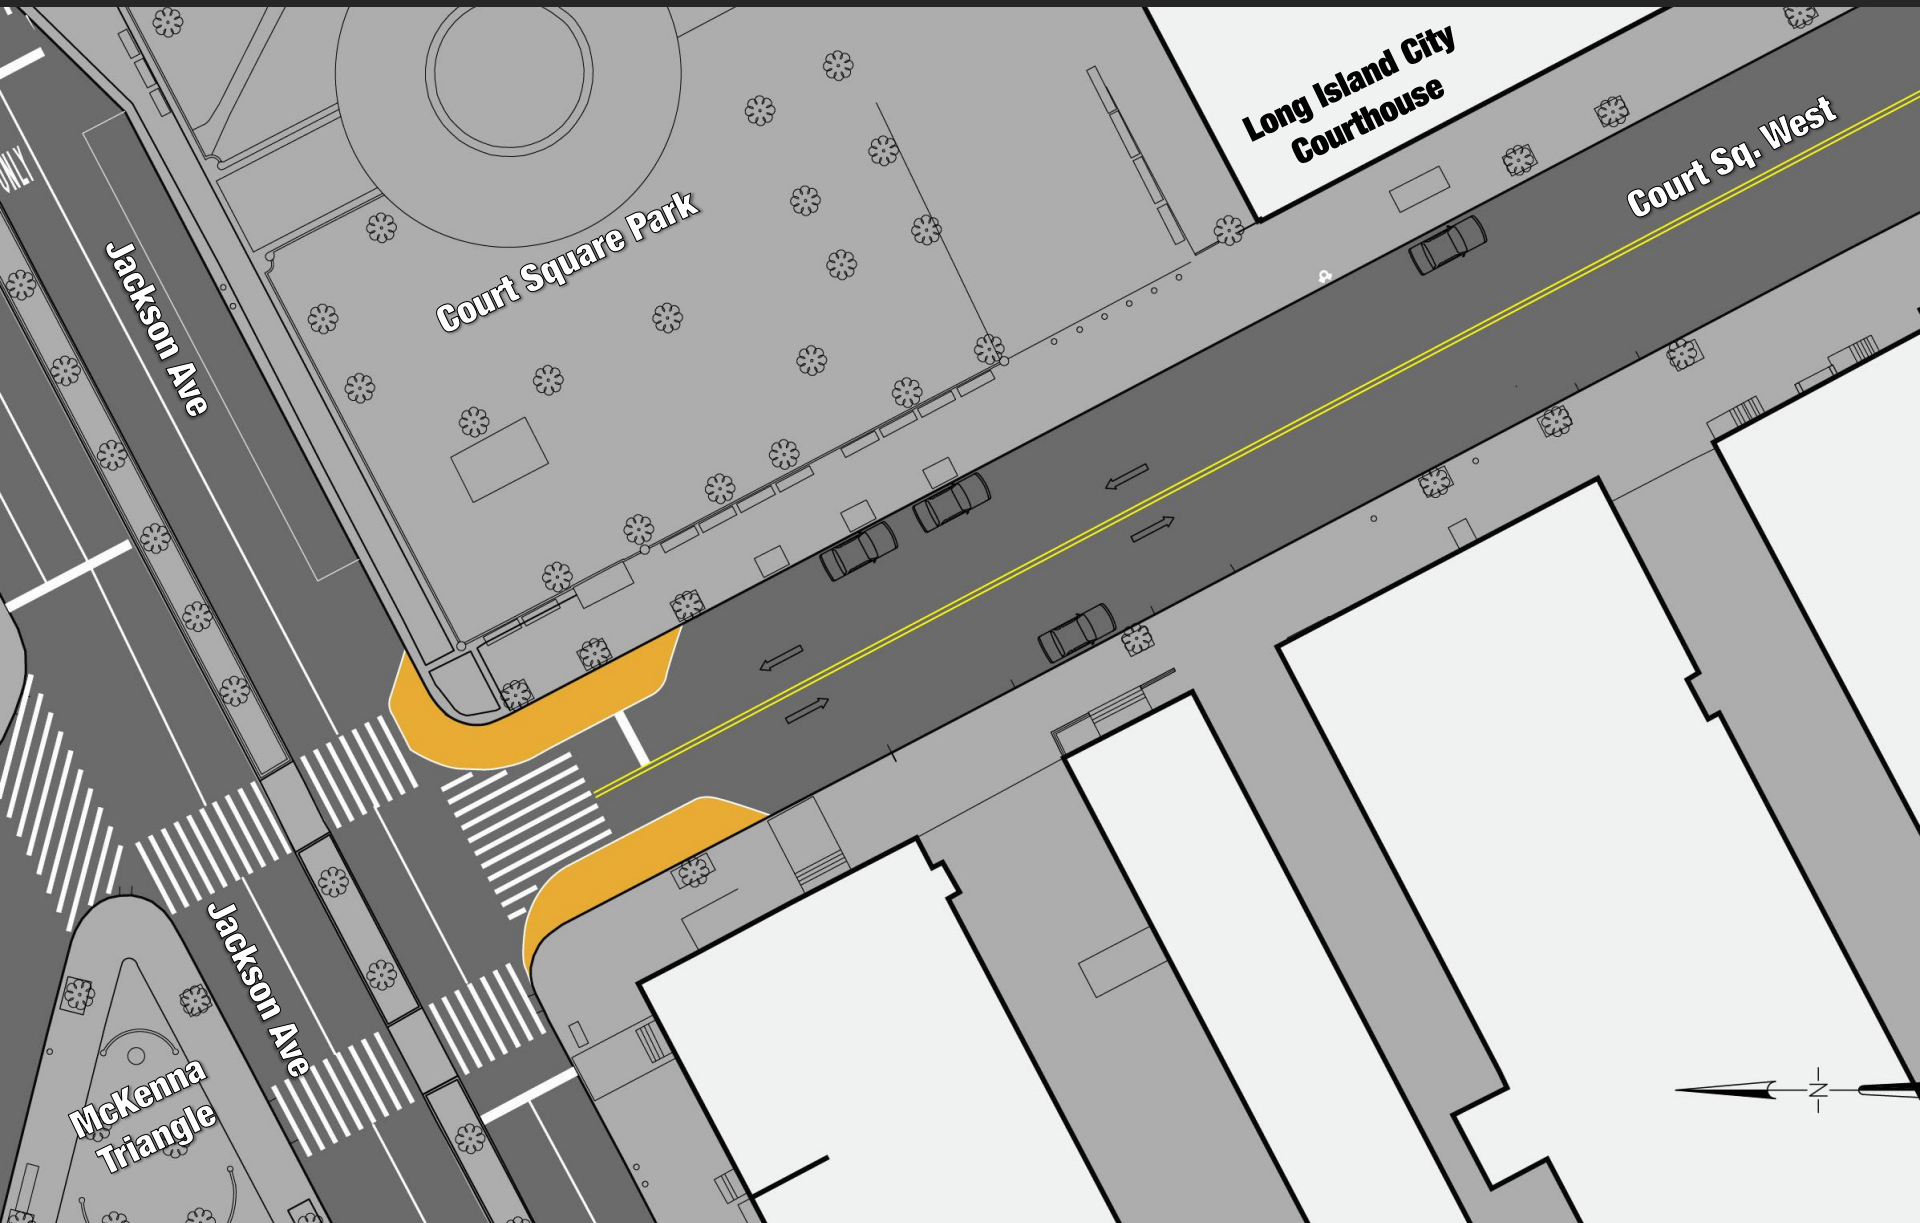 Long Island City
Courthouse
Court Sq. West
ONLY
Court Square Park
Jackson Ave
Jackson Ave
McKenna
Triangle
N